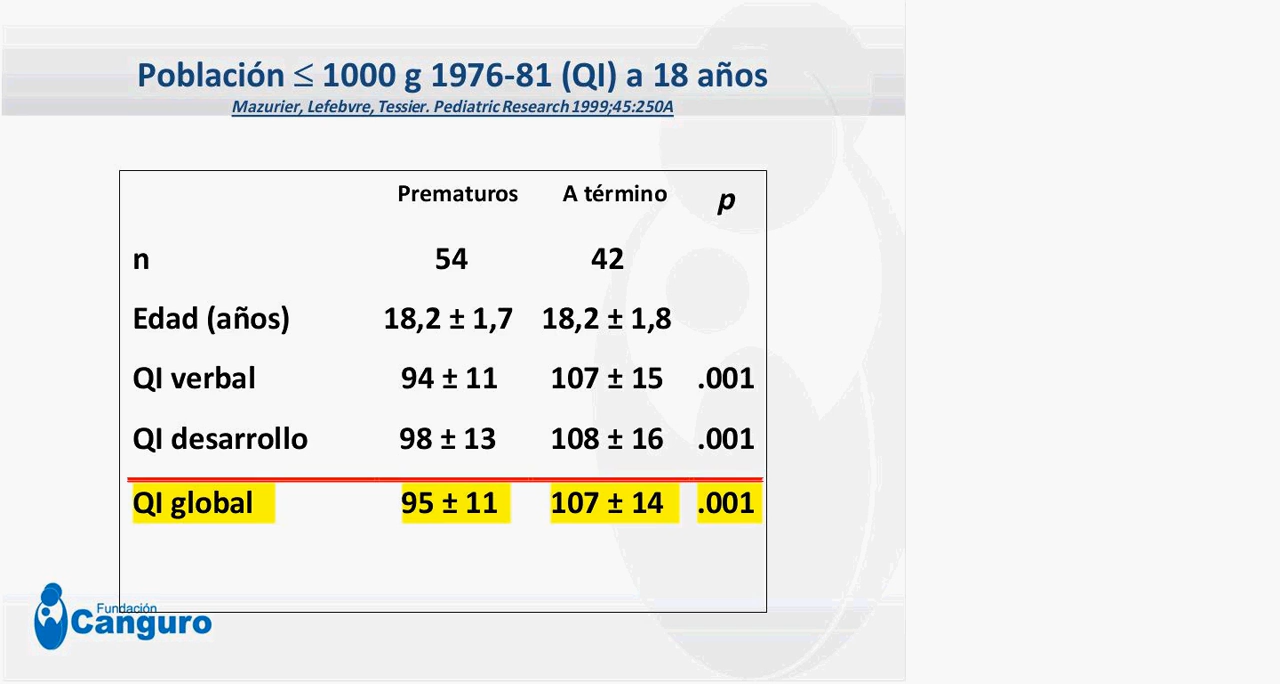 Población ≤ 1000 g 1976-81 (QI) a 18 años
Mazurier, Lefebvre, Tessier. Pediatric Research 1999;45:250A
Prematuros A término p
n 54 42
Edad (años) 18,2 ± 1,7 18,2 ± 1,8
QI verbal 94 ± 11 107 ± 15 .001
QI desarrollo 98 ± 13 108 ± 16 .001
QI global 95 ± 11 107 ± 14 .001
Fundación
Canguro